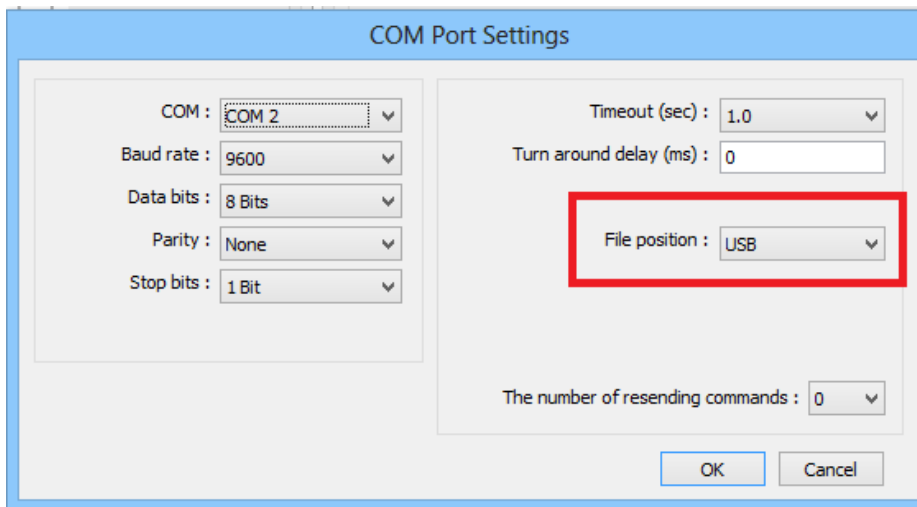 COM Port Settings
COM : COM 2
Baud rate : 9600
Data bits : 8 Bits
Parity : None
Stop bits : 1 Bit
Timeout (sec) : 1.0
Turn around delay (ms) : 0
File position : USB
The number of resending commands : 0
OK
Cancel